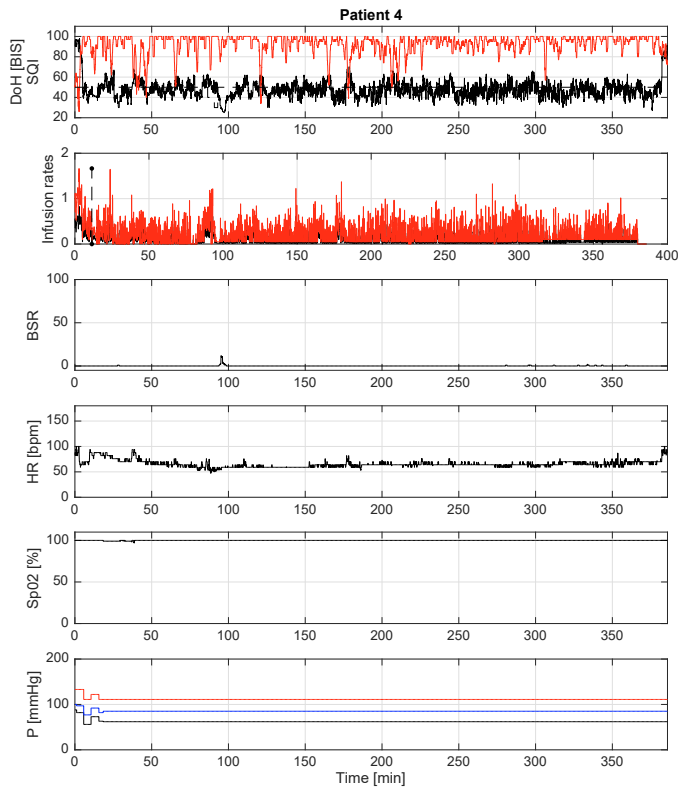 Patient 4
DoH [BIS]
SQI
100
80
60
40
20
0 50 100 150 200 250 300 350
Infusion rates
2
1
0
0 50 100 150 200 250 300 350 400
BSR
100
50
0
0 50 100 150 200 250 300 350
HR [bpm]
150
100
50
0
0 50 100 150 200 250 300 350
Sp02 [%]
100
50
0
0 50 100 150 200 250 300 350
P [mmHg]
200
100
0
0 50 100 150 200 250 300 350
Time [min]